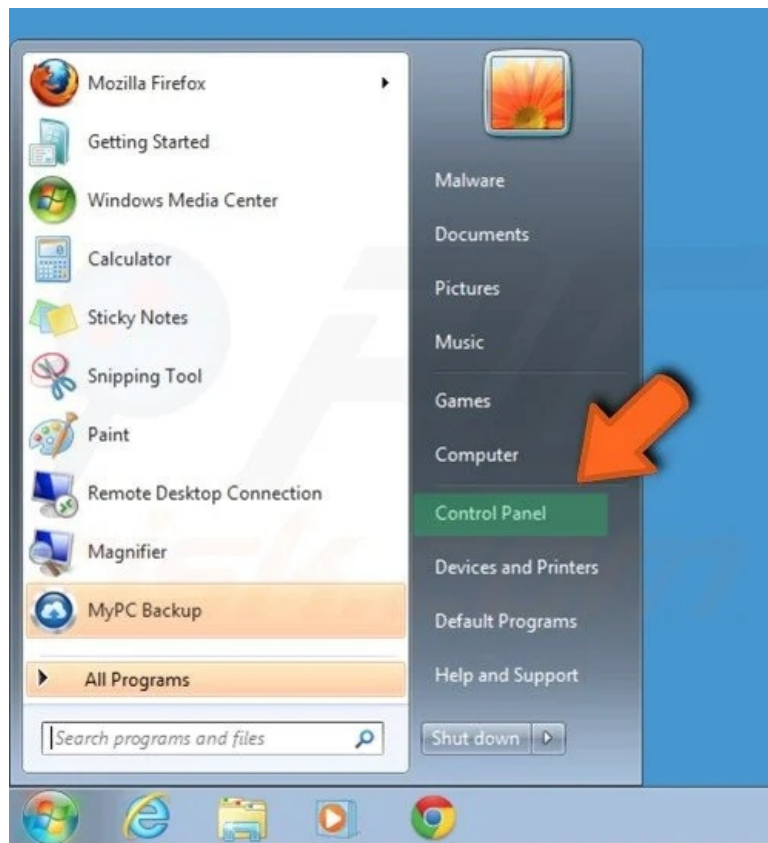 Mozilla Firefox
Getting Started
Windows Media Center
Calculator
Sticky Notes
Snipping Tool
Paint
Remote Desktop Connection
Magnifier
MyPC Backup
All Programs
Search programs and files
Malware
Documents
Pictures
Music
Games
Computer
Control Panel
Devices and Printers
Default Programs
Help and Support
Shut down